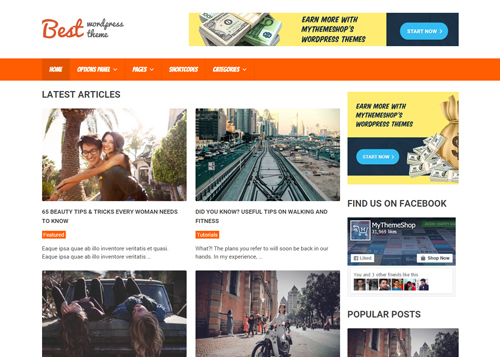 Best wordpress
theme
EARN MORE WITH
MYTHEMESHOP'S
WORDPRESS THEMES
START NOW
HOME OPTIONS PANEL PAGES SHORTCODES CATEGORIES
LATEST ARTICLES
65 BEAUTY TIPS & TRICKS EVERY WOMAN NEEDS
TO KNOW
Featured
Eaque ipsa quae ab illo inventore veritatis et quasi.
Eaque ipsa quae ab illo inventore veritatis ...
DID YOU KNOW? USEFUL TIPS ON WALKING AND
FITNESS
Tutorials
What?! The plans you refer to will soon be back in our
hands. In my experience, ...
EARN MORE WITH
MYTHEMESHOP'S
WORDPRESS THEMES
START NOW
FIND US ON FACEBOOK
MyThemeShop
Liked
Shop Now
You and 3 other friends like this
POPULAR POSTS